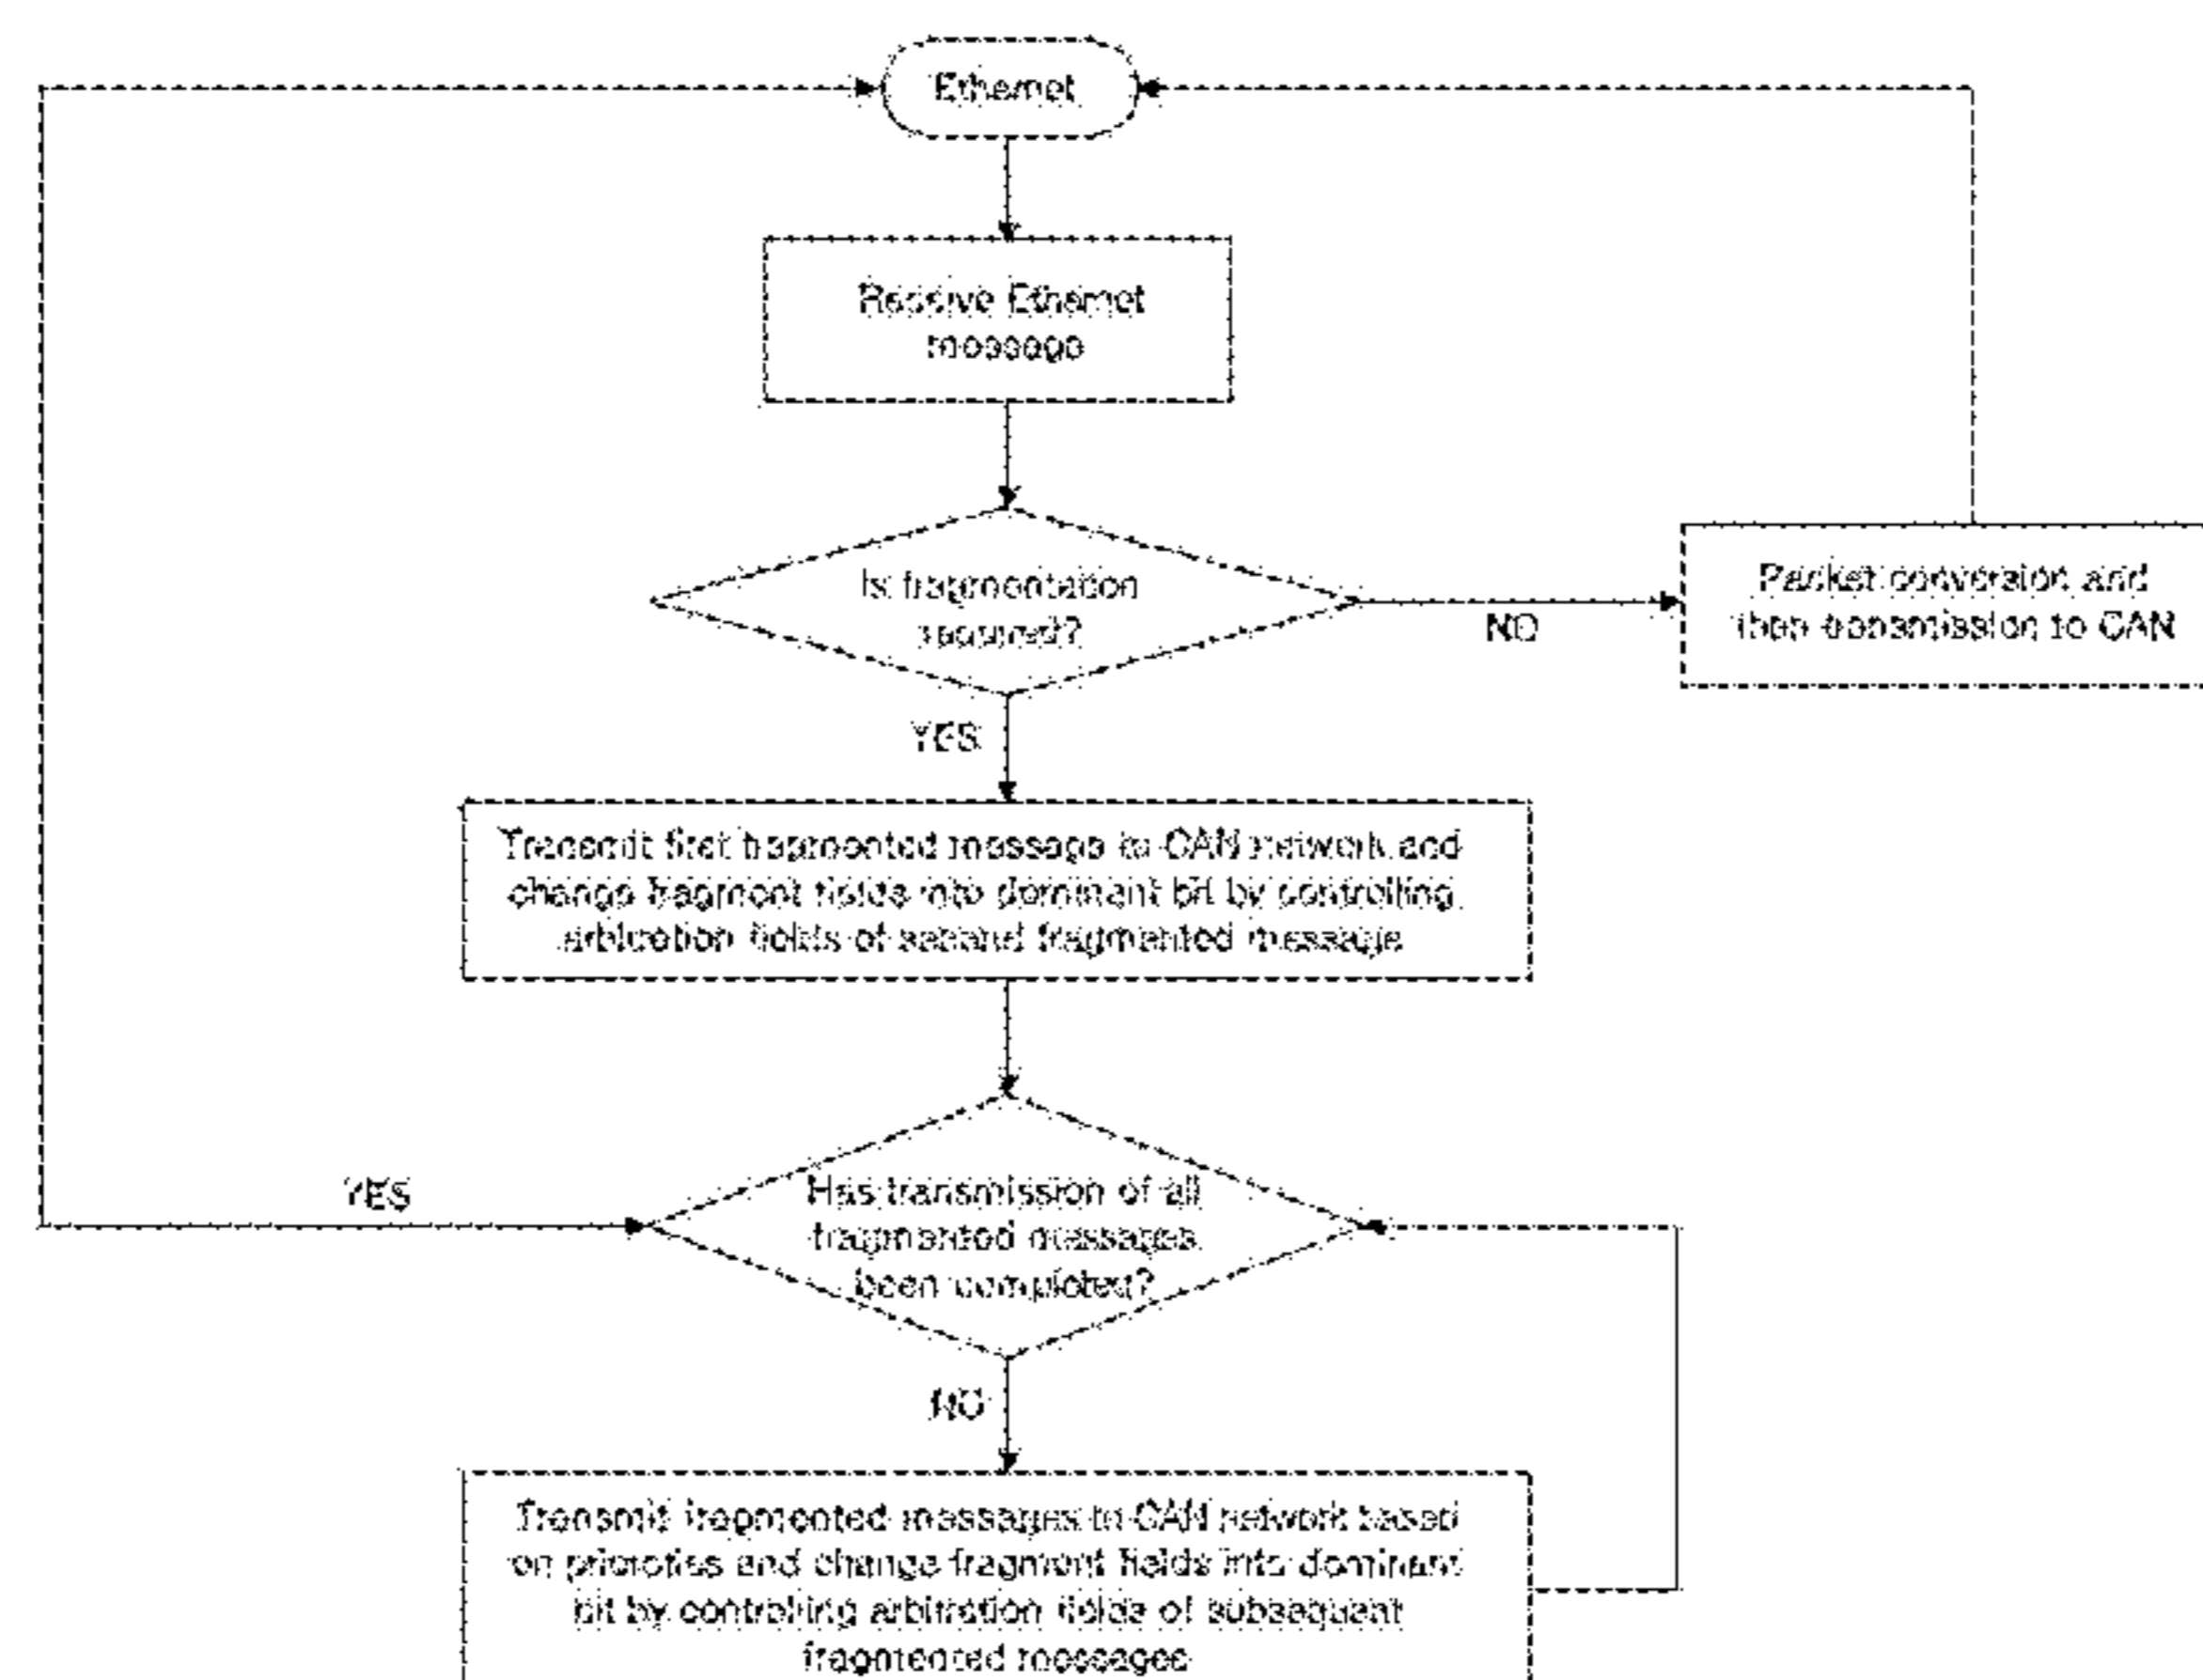 Ethernet
Receive Ethernet
message
Is fragmentation
required?
NO
Packet conversion and
then transmission to CAN
YES
Transmit first fragmented message to CAN network and
change fragment fields into dominant bit by controlling
arbitration fields of second fragmented message
YES
Has transmission of all
fragmented messages
been completed?
NO
Transmit fragmented messages to CAN network based
on priorities and change fragment fields into dominant
bit by controlling arbitration fields of subsequent
fragmented messages